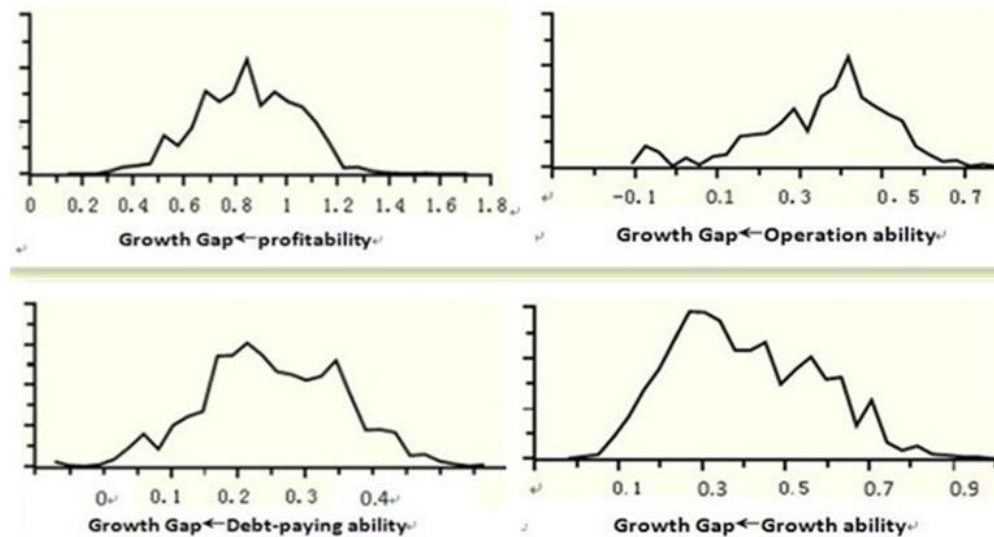 0 0.2 0.4 0.6 0.8 1 1.2 1.4 1.6 1.8
Growth Gap←profitability
-0.1 0.1 0.3 0.5 0.7
Growth Gap←Operation ability
0 0.1 0.2 0.3 0.4
Growth Gap←Debt-paying ability
0.1 0.3 0.5 0.7 0.9
Growth Gap←Growth ability